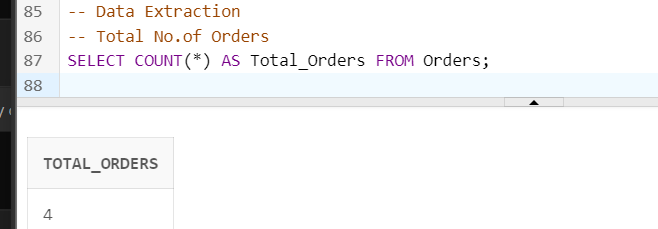 85 -- Data Extraction
86 -- Total No.of Orders
87 SELECT COUNT(*) AS Total_Orders FROM Orders;
88
TOTAL_ORDERS
4